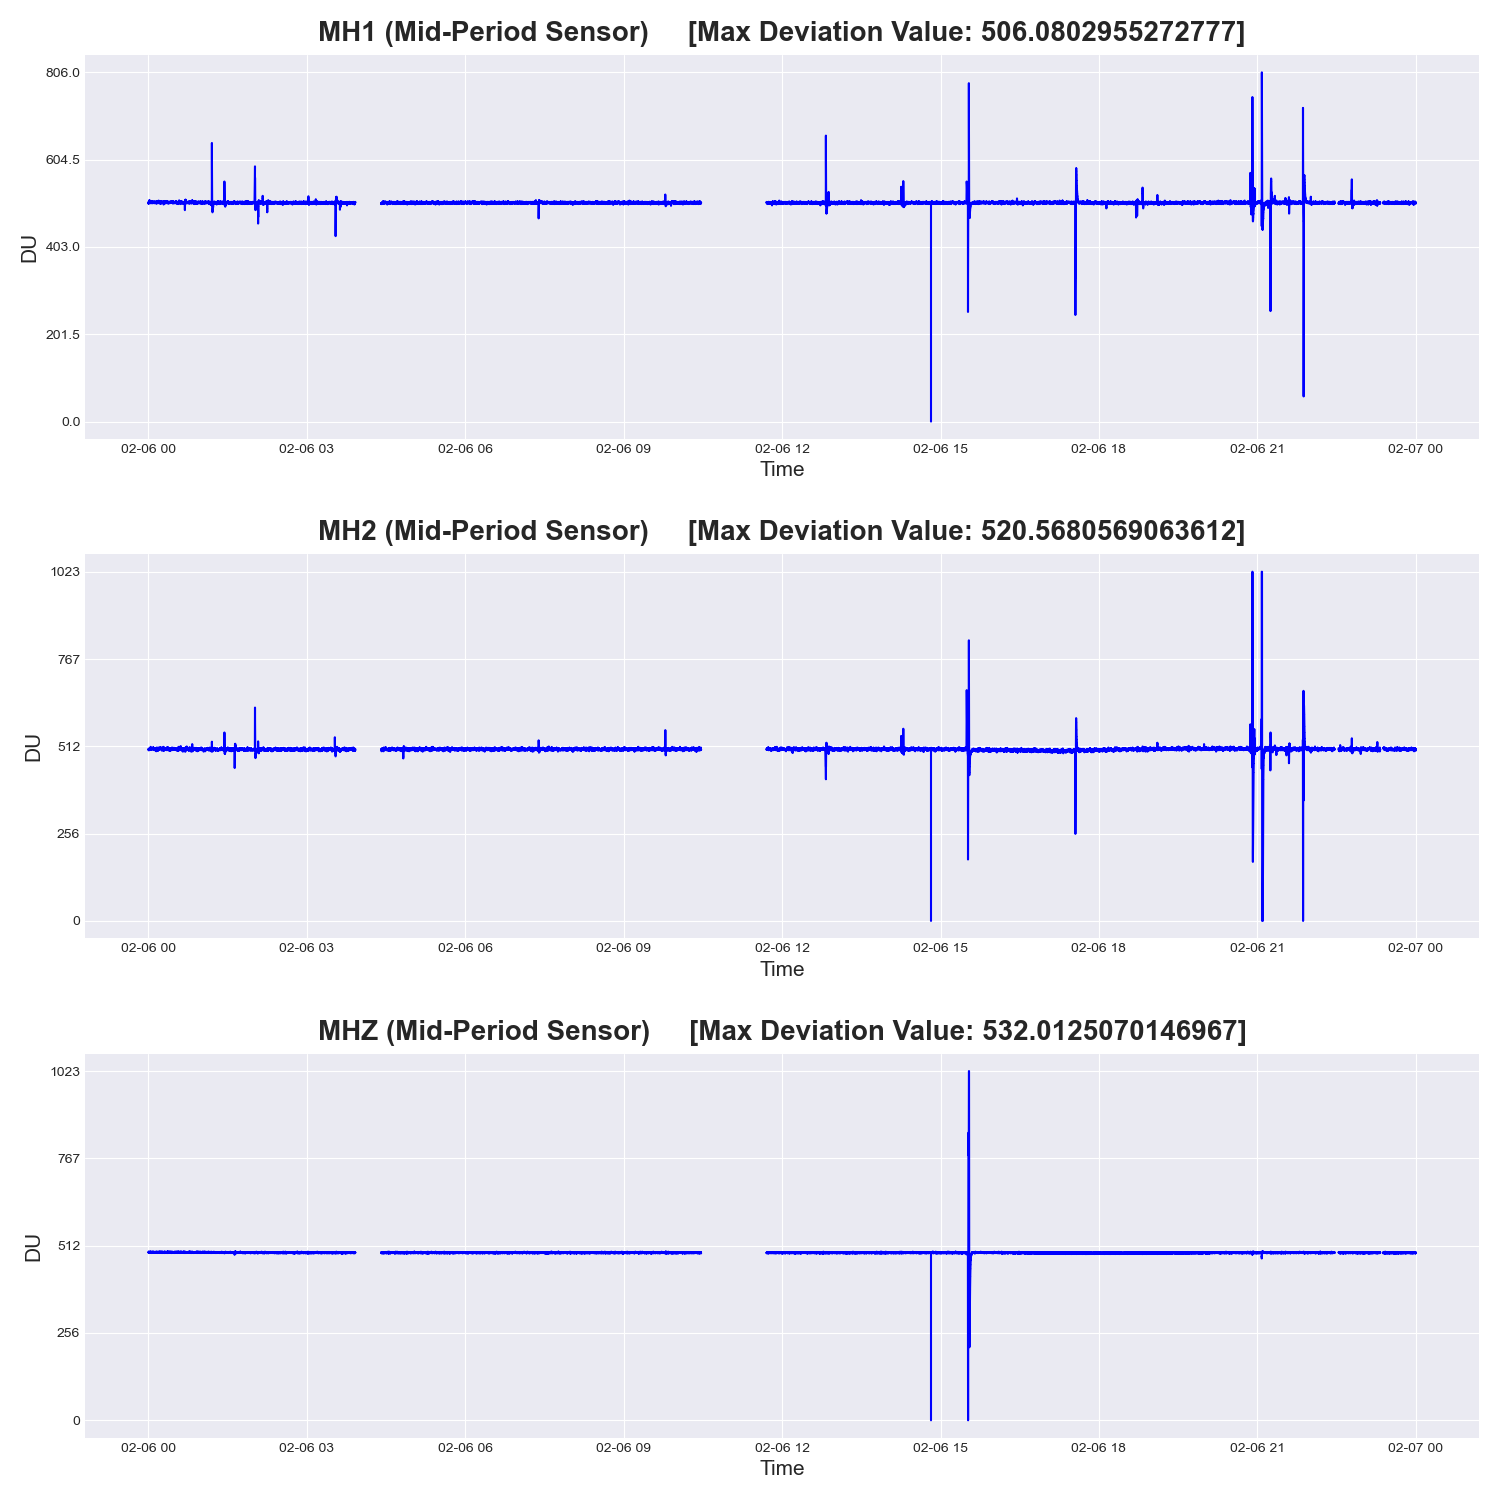 MH1 (Mid-Period Sensor) [Max Deviation Value: 506.0802955272777]
806.0
604.5
403.0
201.5
0.0
DU
02-06 00 02-06 03 02-06 06 02-06 09 02-06 12 02-06 15 02-06 18 02-06 21 02-07 00
Time
MH2 (Mid-Period Sensor) [Max Deviation Value: 520.5680569063612]
1023
767
512
256
0
DU
02-06 00 02-06 03 02-06 06 02-06 09 02-06 12 02-06 15 02-06 18 02-06 21 02-07 00
Time
MHZ (Mid-Period Sensor) [Max Deviation Value: 532.0125070146967]
1023
767
512
256
0
DU
02-06 00 02-06 03 02-06 06 02-06 09 02-06 12 02-06 15 02-06 18 02-06 21 02-07 00
Time